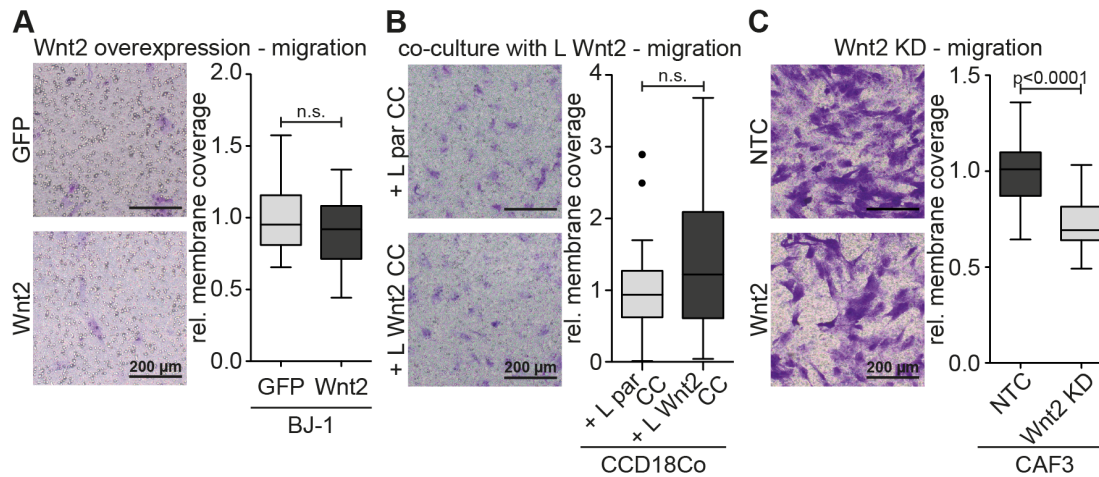 A
Wnt2 overexpression - migration
GFP
Wnt2
200 µm
rel. membrane coverage
2.0
1.5
1.0
0.5
0.0
n.s.
GFP Wnt2
BJ-1
B
co-culture with L Wnt2 - migration
+ L par CC
+ L Wnt2 CC
200 µm
rel. membrane coverage
4
3
2
1
0
n.s.
+ L par
CC
+ L Wnt2
CC
CCD18Co
C
Wnt2 KD - migration
NTC
Wnt2
200 µm
rel. membrane coverage
1.5
1.0
0.5
0.0
p<0.0001
NTC
Wnt2 KD
CAF3